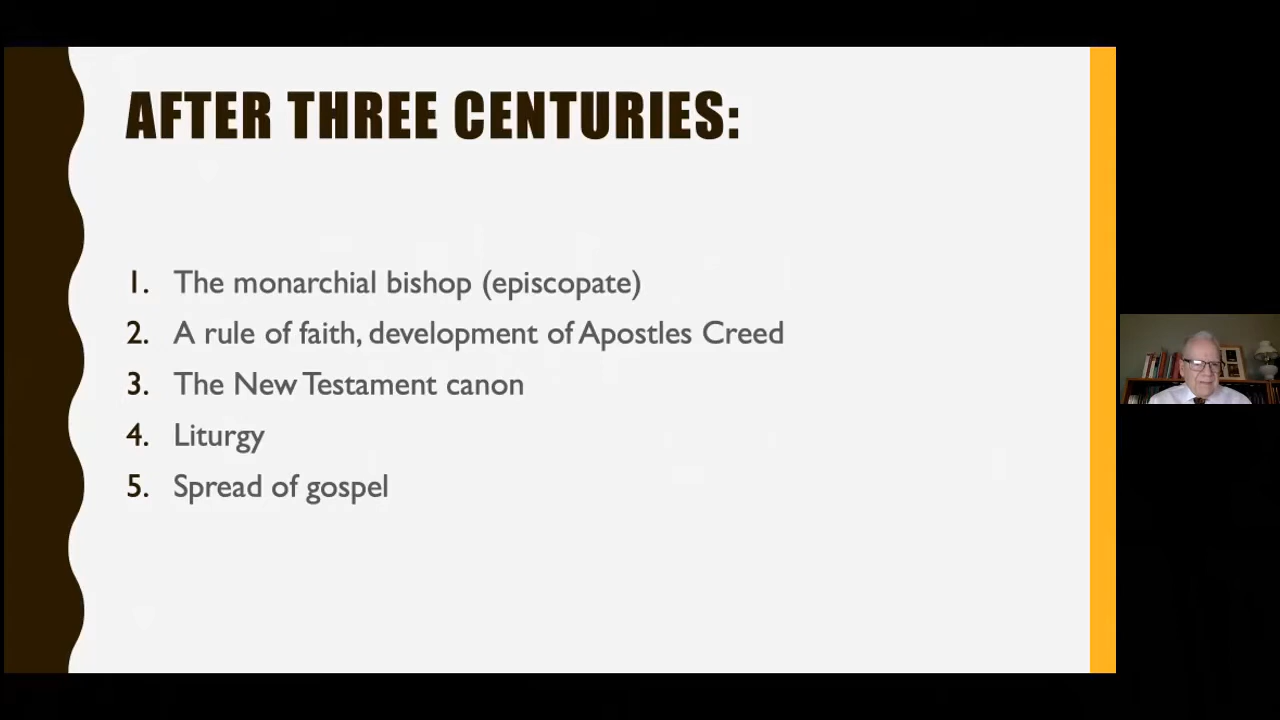 AFTER THREE CENTURIES:
1. The monarchial bishop (episcopate)
2. A rule of faith, development of Apostles Creed
3. The New Testament canon
4. Liturgy
5. Spread of gospel